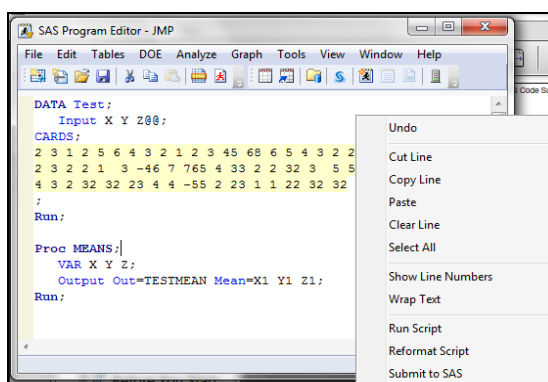 SAS Program Editor - JMP
File Edit Tables DOE Analyze Graph Tools View Window Help
Code Su
DATA Test;
Input X Y Z@@;
CARDS;
2 3 1 2 5 6 4 3 2 1 2 3 45 68 6 5 4 3 2 2
2 3 2 2 1 3 -46 7 765 4 33 2 2 32 3 5 5
4 3 2 32 32 23 4 4 -55 2 23 1 1 22 32 32
;
Run;
Proc MEANS;
VAR X Y Z;
Output Out=TESTMEAN Mean=X1 Y1 Z1;
Run;
Undo
Cut Line
Copy Line
Paste
Clear Line
Select All
Show Line Numbers
Wrap Text
Run Script
Reformat Script
Submit to SAS